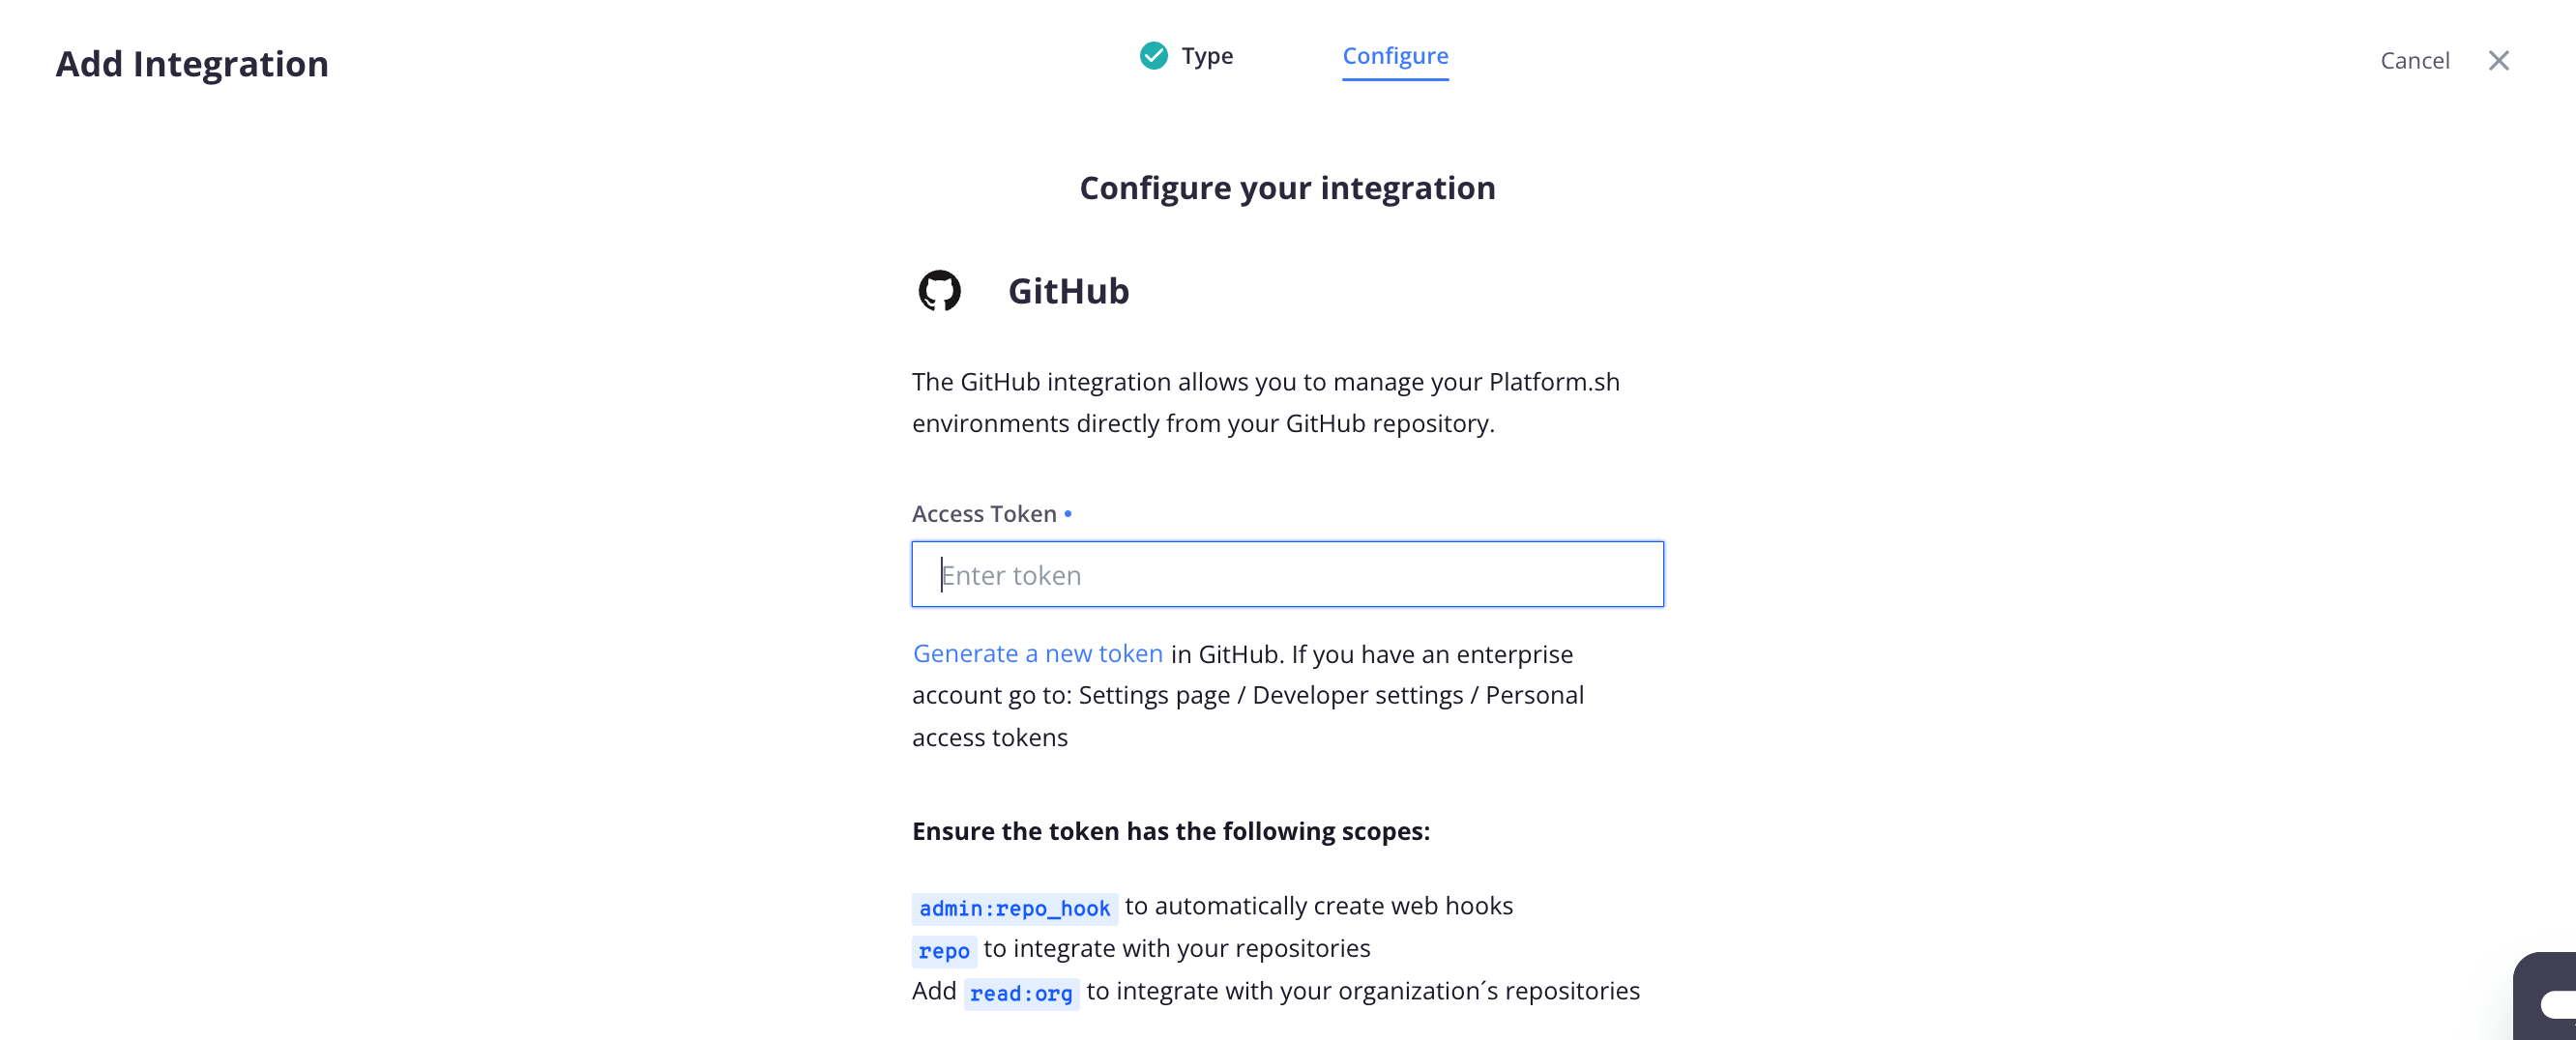 Add Integration
Type
Configure
Cancel
Configure your integration
GitHub
The GitHub integration allows you to manage your Platform.sh
environments directly from your GitHub repository.
Access Token
Enter token
Generate a new token in GitHub. If you have an enterprise
account go to: Settings page / Developer settings / Personal
access tokens
Ensure the token has the following scopes:
admin:repo_hook to automatically create web hooks
repo to integrate with your repositories
Add read:org to integrate with your organization´s repositories